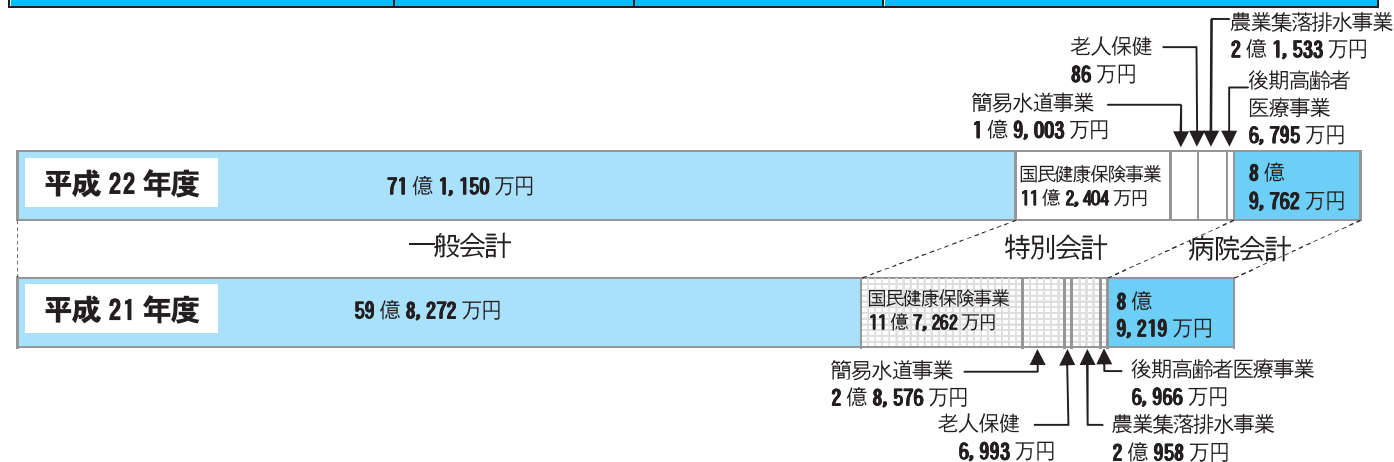 農業集落排水事業
2億1,533万円
老人保健
86万円
後期高齢者
医療事業
6,795万円
簡易水道事業
1億9,003万円
平成22年度
71億1,150万円
国民健康保険事業
11億2,404万円
8億
9,762万円
一般会計
特別会計
病院会計
平成21年度
59億8,272万円
国民健康保険事業
11億7,262万円
8億
9,219万円
簡易水道事業
2億8,576万円
後期高齢者医療事業
6,966万円
老人保健
6,993万円
農業集落排水事業
2億958万円